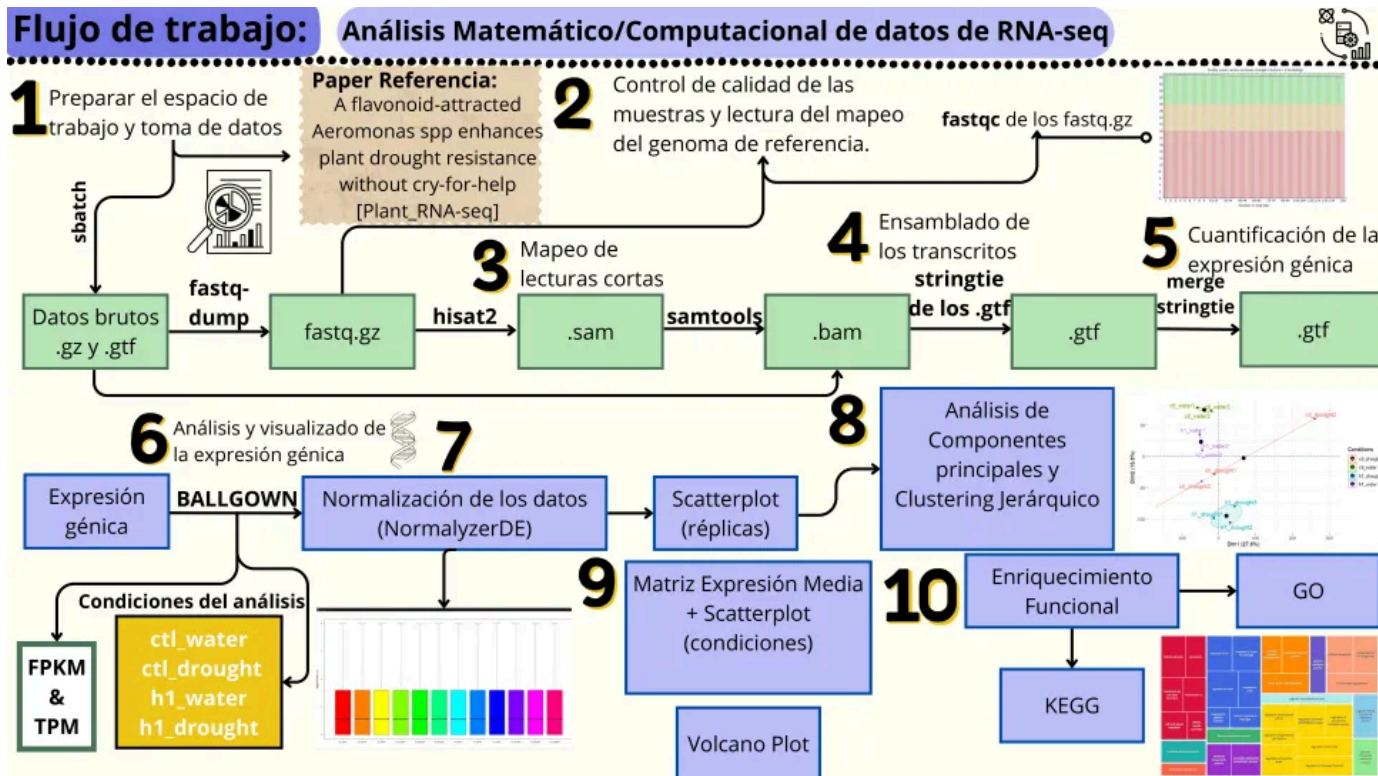 Flujo de trabajo:
Análisis Matemático/Computacional de datos de RNA-seq
1
Preparar el espacio de
trabajo y toma de datos
Paper Referencia:
A flavonoid-attracted
Aeromonas spp enhances
plant drought resistance
without cry-for-help
[Plant_RNA-seq]
2
Control de calidad de las
muestras y lectura del mapeo
del genoma de referencia.
fastqc de los fastq.gz
sbatch
3
Mapeo de
lecturas cortas
4
Ensamblado de
los transcritos
stringtie
de los .gtf
5
Cuantificación de la
expresión génica
merge
stringtie
Datos brutos
.gz y .gtf
fastq-
dump
fastq.gz
hisat2
.sam
samtools
.bam
.gtf
.gtf
6
Análisis y visualizado de
la expresión génica
7
8
Análisis de
Componentes
principales y
Clustering Jerárquico
Expresión
génica
BALLGOWN
Normalización de los datos
(NormalyzerDE)
Scatterplot
(réplicas)
Condiciones del análisis
ctl_water
ctl_drought
h1_water
h1_drought
FPKM
&
TPM
9
Matriz Expresión Media
+ Scatterplot
(condiciones)
Volcano Plot
10
Enriquecimiento
Funcional
GO
KEGG